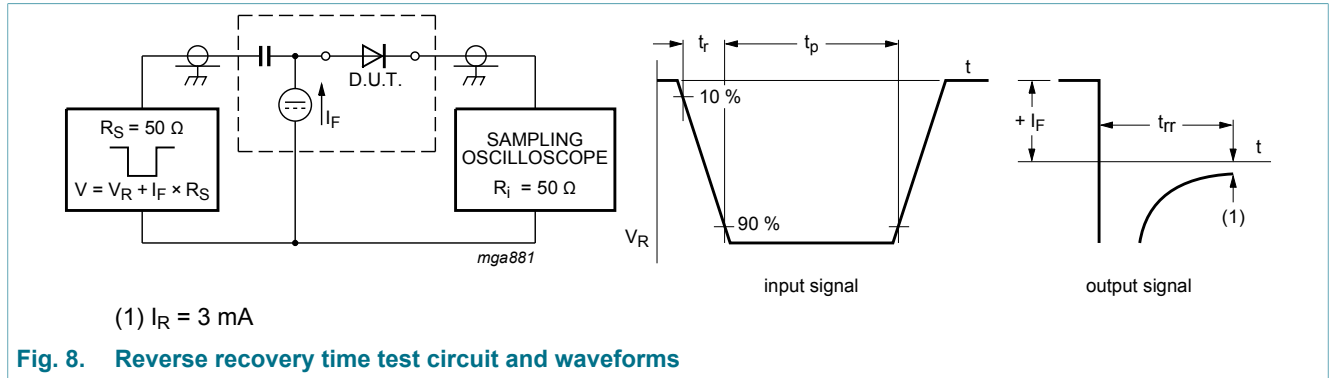 D.U.T.
I_F
R_S = 50 Ω
V = V_R + I_F × R_S
SAMPLING
OSCILLOSCOPE
R_i = 50 Ω
mga881
t_r
t_p
t
10 %
90 %
V_R
input signal
+ I_F
t_rr
t
(1)
output signal
(1) I_R = 3 mA
Fig. 8. Reverse recovery time test circuit and waveforms